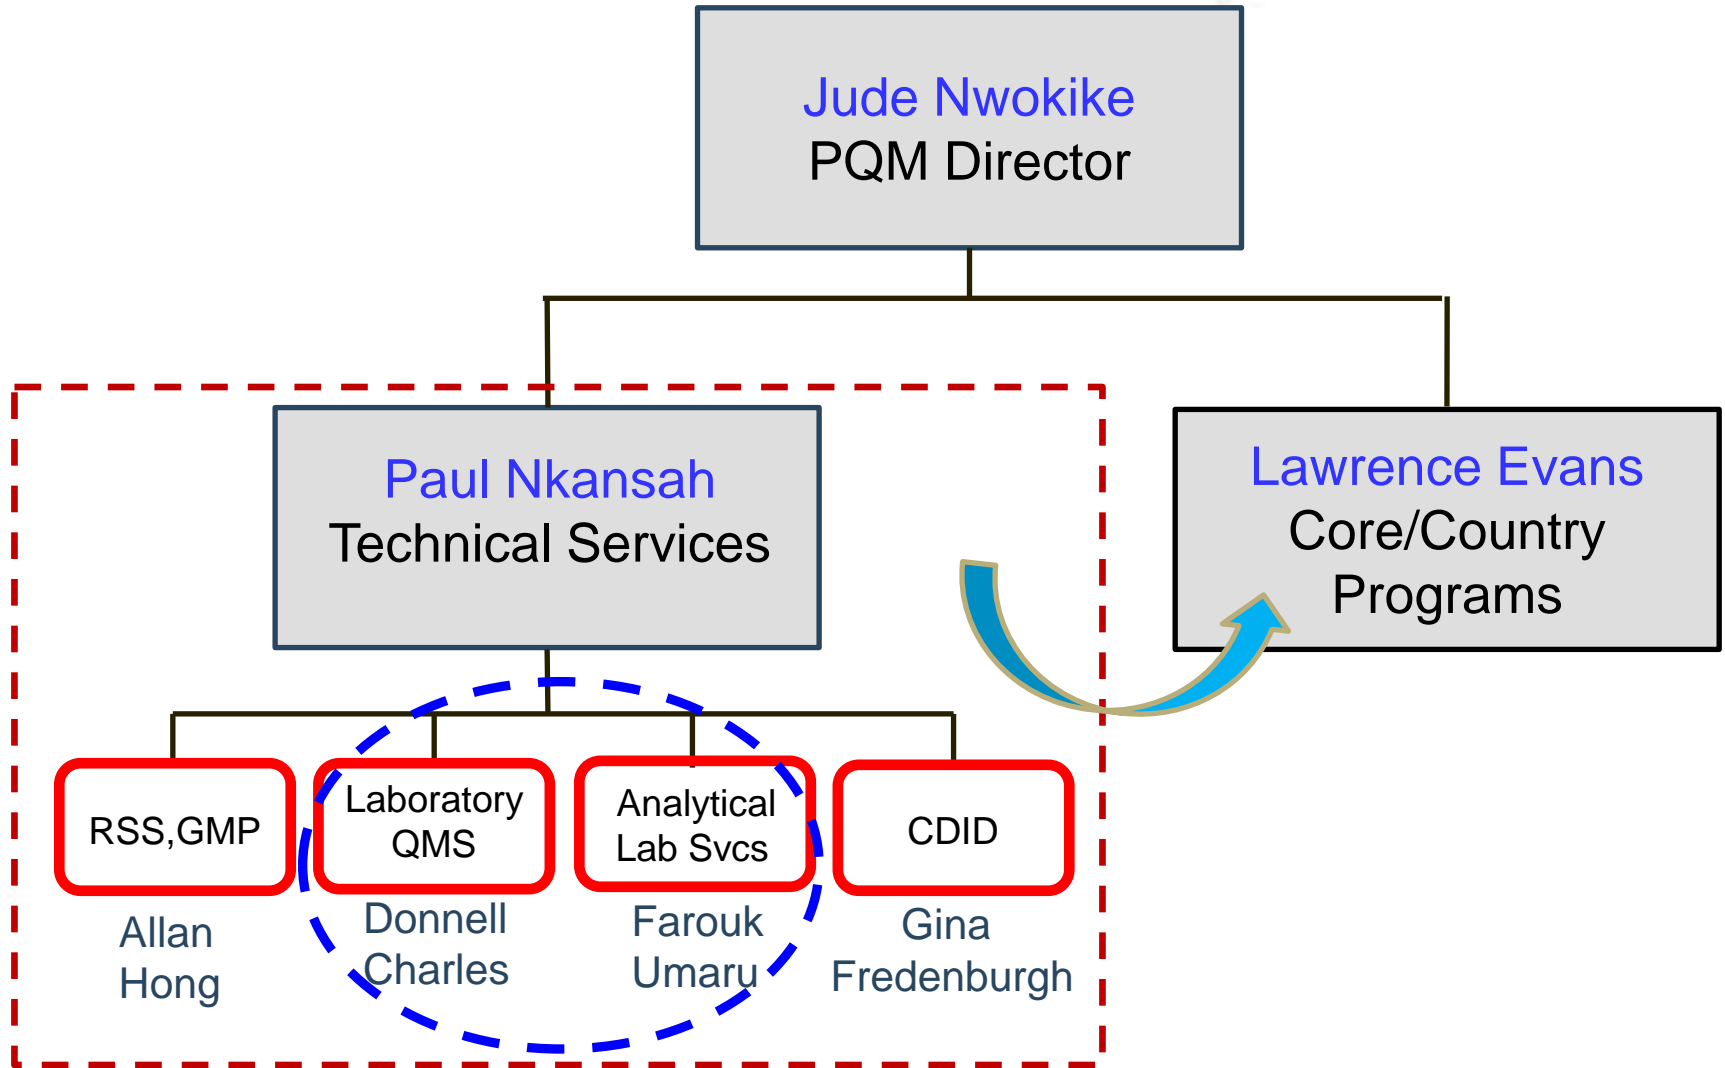 Jude Nwokike
PQM Director
Paul Nkansah
Technical Services
Lawrence Evans
Core/Country
Programs
RSS,GMP
Laboratory
QMS
Analytical
Lab Svcs
CDID
Allan
Hong
Donnell
Charles
Farouk
Umaru
Gina
Fredenburgh